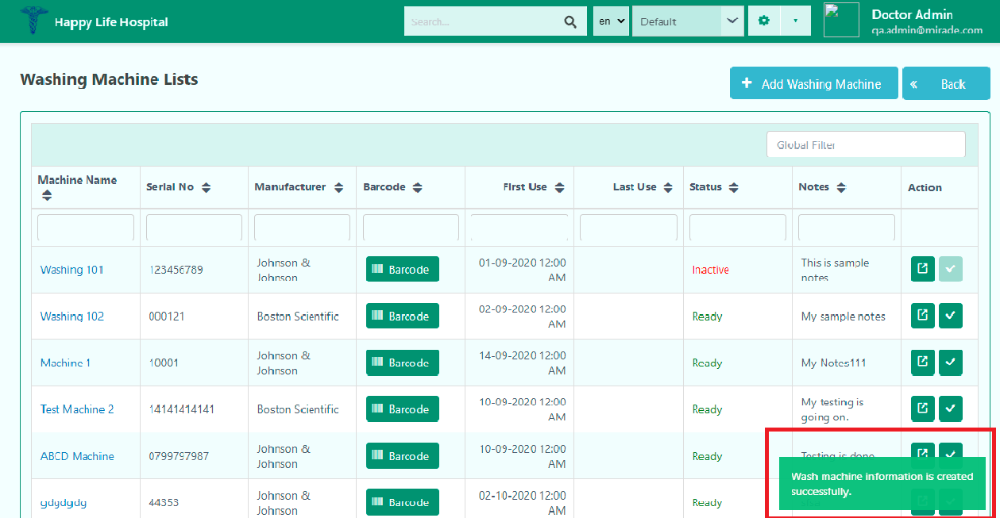 Happy Life Hospital
Search...
en
Default
Doctor Admin
qa.admin@mirade.com
Washing Machine Lists
Add Washing Machine
Back
Global Filter
Machine Name
Serial No
Manufacturer
Barcode
First Use
Last Use
Status
Notes
Action
Washing 101
123456789
Johnson &
Johnson
Barcode
01-09-2020 12:00
AM
Inactive
This is sample
notes
Washing 102
000121
Boston Scientific
Barcode
02-09-2020 12:00
AM
Ready
My sample notes
Machine 1
10001
Johnson &
Johnson
Barcode
14-09-2020 12:00
AM
Ready
My Notes111
Test Machine 2
14141414141
Boston Scientific
Barcode
10-09-2020 12:00
AM
Ready
My testing is
going on.
ABCD Machine
0799797987
Johnson &
Johnson
Barcode
10-09-2020 12:00
AM
Ready
Testing is done
gdgdgdg
44353
Johnson &
Johnson
Barcode
02-10-2020 12:00
AM
Ready
Wash machine information is created
successfully.